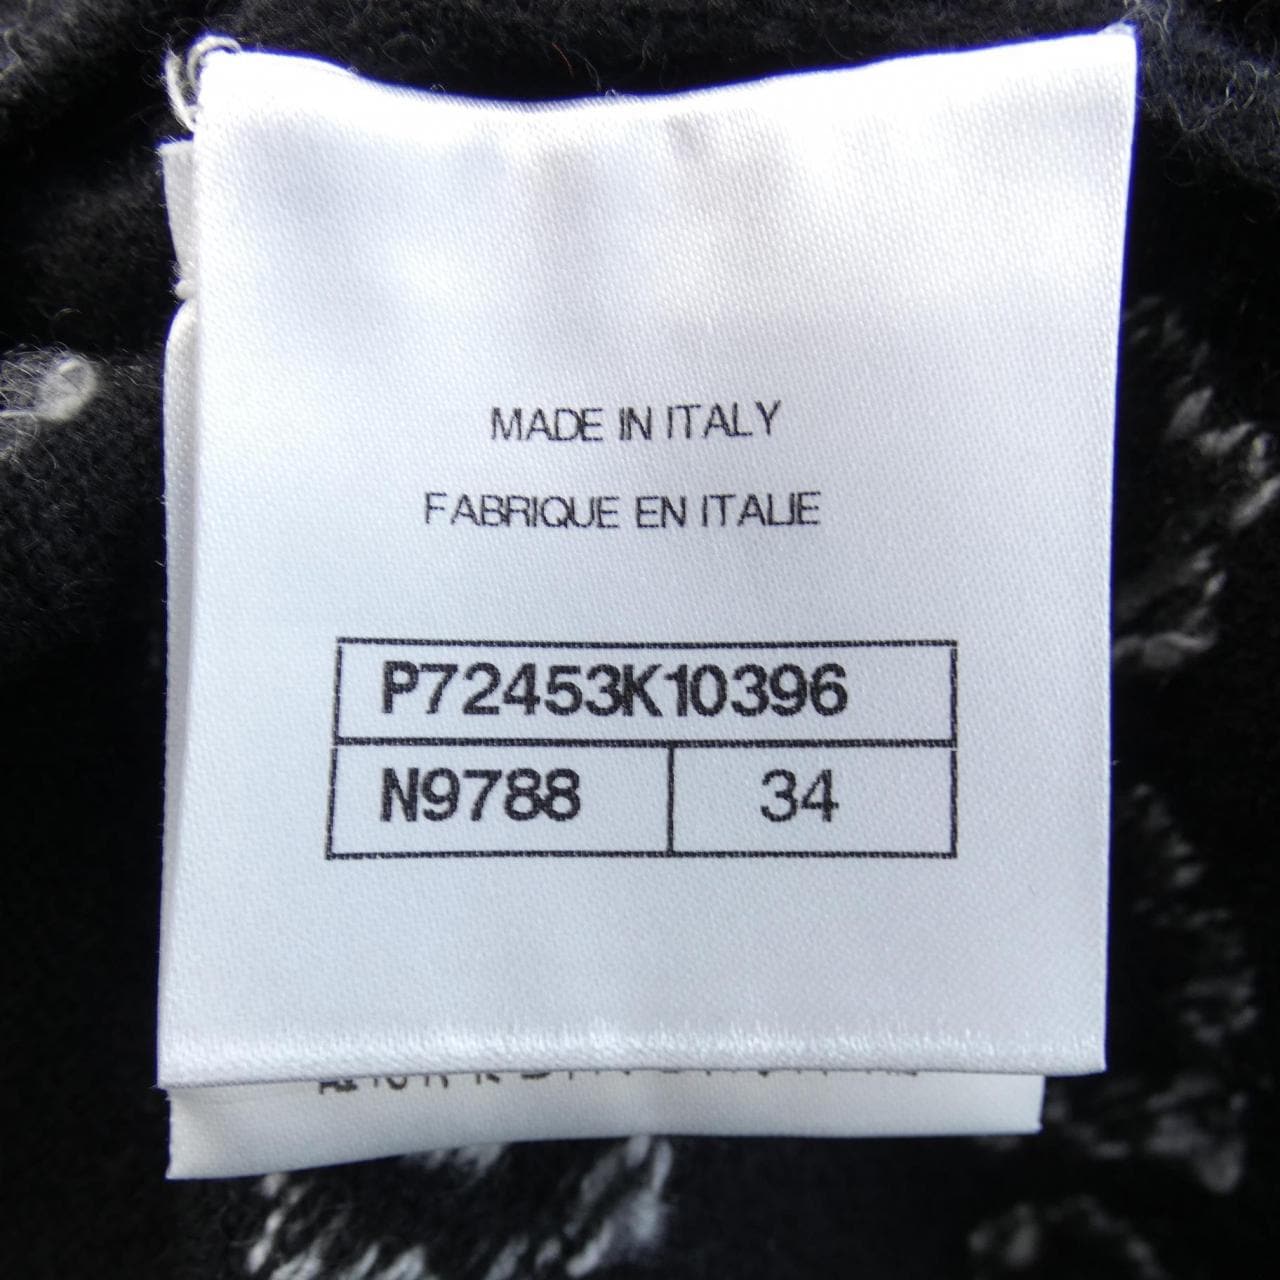 MADE IN ITALY
FABRIQUE EN ITALIE
P72453K10396
N9788 34